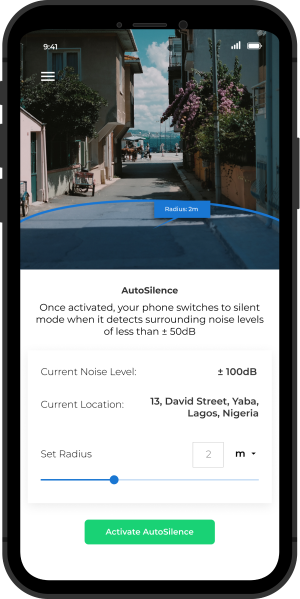 9:41
Radius: 2m
AutoSilence
Once activated, your phone switches to silent
mode when it detects surrounding noise levels
of less than ± 50dB
Current Noise Level:
± 100dB
Current Location:
13, David Street, Yaba,
Lagos, Nigeria
Set Radius
2
m
Activate AutoSilence